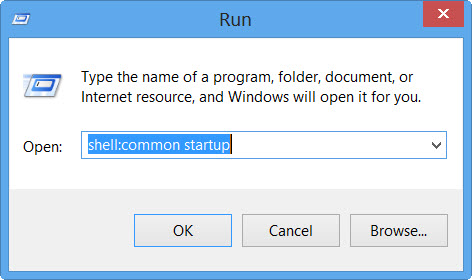 Run
Type the name of a program, folder, document, or
Internet resource, and Windows will open it for you.
Open: shell:common startup
OK Cancel Browse...